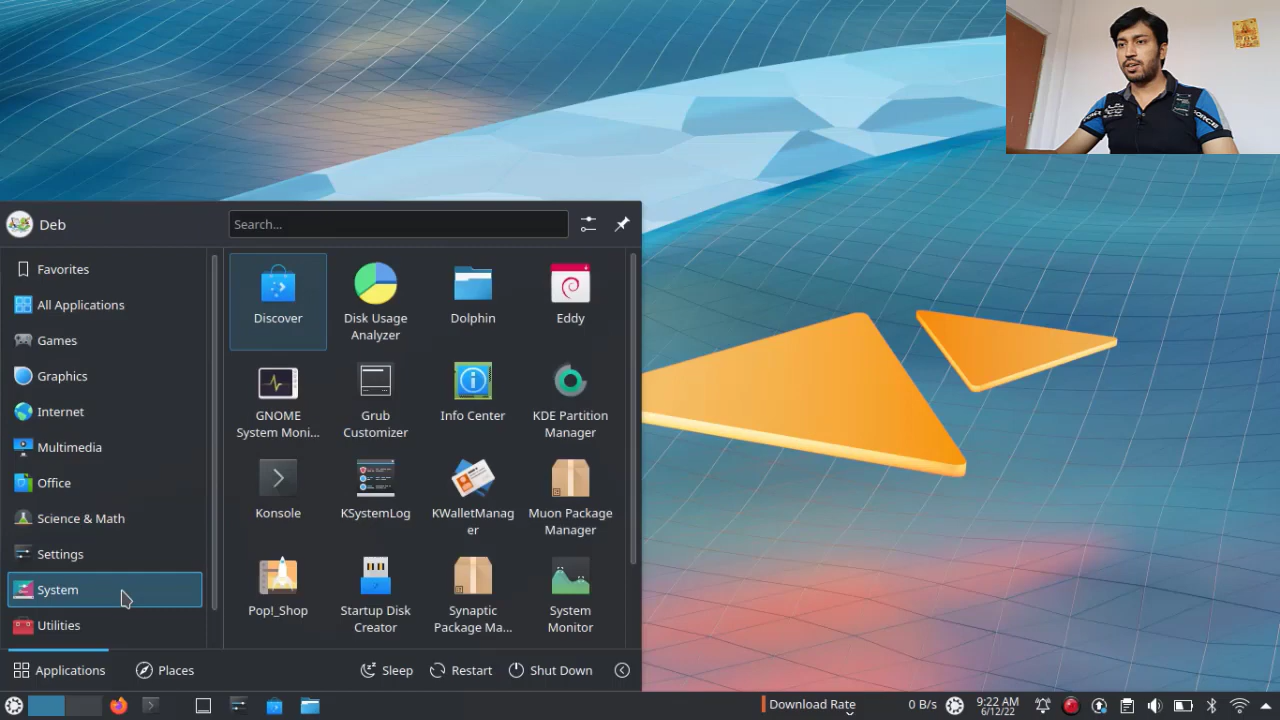 Deb
Search...
Favorites
All Applications
Games
Graphics
Internet
Multimedia
Office
Science & Math
Settings
System
Utilities
Discover
Disk Usage
Analyzer
Dolphin
Eddy
GNOME
System Moni...
Grub
Customizer
Info Center
KDE Partition
Manager
Konsole
KSystemLog
KWalletManag
er
Muon Package
Manager
Pop!_Shop
Startup Disk
Creator
Synaptic
Package Ma...
System
Monitor
Applications
Places
Sleep
Restart
Shut Down
Download Rate
0 B/s
9:22 AM
6/12/22